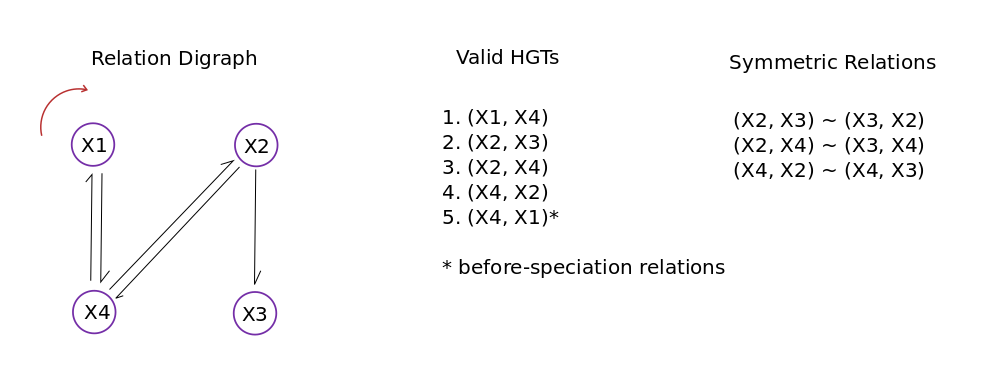 Relation Digraph
X1
X2
X4
X3
Valid HGTs
1. (X1, X4)
2. (X2, X3)
3. (X2, X4)
4. (X4, X2)
5. (X4, X1)*
* before-speciation relations
Symmetric Relations
(X2, X3) ~ (X3, X2)
(X2, X4) ~ (X3, X4)
(X4, X2) ~ (X4, X3)